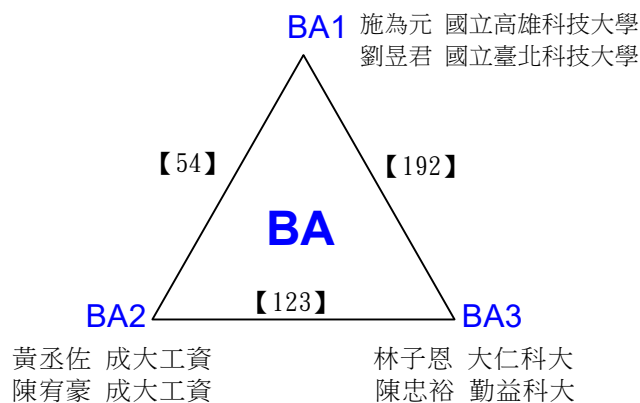 BA1 施為元 國立高雄科技大學
劉昱君 國立臺北科技大學
【54】 【192】
BA
【123】
BA2 BA3
黃丞佐 成大工資 林子恩 大仁科大
陳宥豪 成大工資 陳忠裕 勤益科大